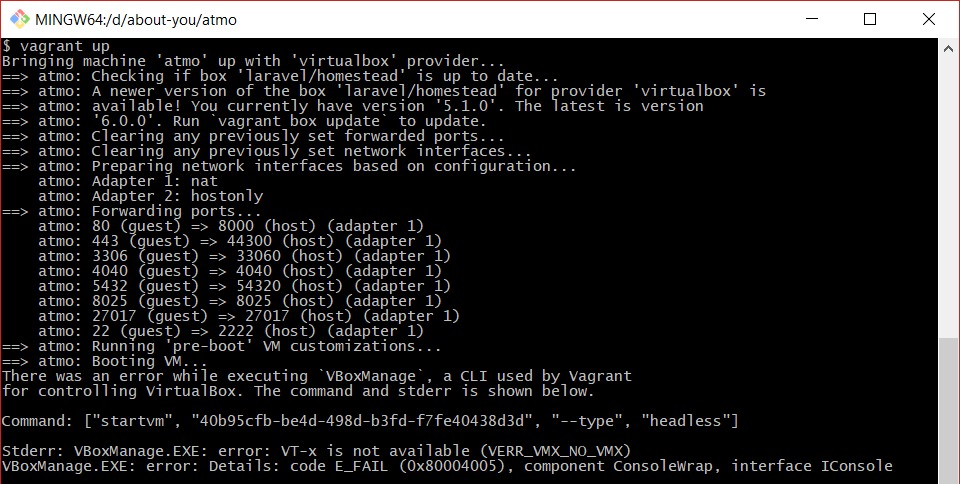 MINGW64:/d/about-you/atmo
$ vagrant up
Bringing machine 'atmo' up with 'virtualbox' provider...
==> atmo: Checking if box 'laravel/homestead' is up to date...
==> atmo: A newer version of the box 'laravel/homestead' for provider 'virtualbox' is
==> atmo: available! You currently have version '5.1.0'. The latest is version
==> atmo: '6.0.0'. Run `vagrant box update` to update.
==> atmo: Clearing any previously set forwarded ports...
==> atmo: Clearing any previously set network interfaces...
==> atmo: Preparing network interfaces based on configuration...
    atmo: Adapter 1: nat
    atmo: Adapter 2: hostonly
==> atmo: Forwarding ports...
    atmo: 80 (guest) => 8000 (host) (adapter 1)
    atmo: 443 (guest) => 44300 (host) (adapter 1)
    atmo: 3306 (guest) => 33060 (host) (adapter 1)
    atmo: 4040 (guest) => 4040 (host) (adapter 1)
    atmo: 5432 (guest) => 54320 (host) (adapter 1)
    atmo: 8025 (guest) => 8025 (host) (adapter 1)
    atmo: 27017 (guest) => 27017 (host) (adapter 1)
    atmo: 22 (guest) => 2222 (host) (adapter 1)
==> atmo: Running 'pre-boot' VM customizations...
==> atmo: Booting VM...
There was an error while executing `VBoxManage`, a CLI used by Vagrant
for controlling VirtualBox. The command and stderr is shown below.
Command: ["startvm", "40b95cfb-be4d-498d-b3fd-f7fe40438d3d", "--type", "headless"]
Stderr: VBoxManage.EXE: error: VT-x is not available (VERR_VMX_NO_VMX)
VBoxManage.EXE: error: Details: code E_FAIL (0x80004005), component ConsoleWrap, interface IConsole